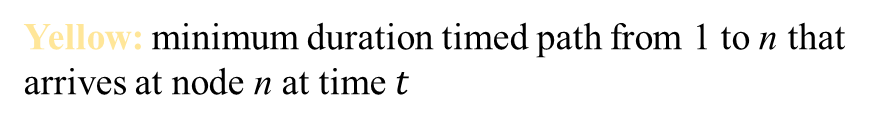 Yellow: minimum duration timed path from 1 to n that
arrives at node n at time t